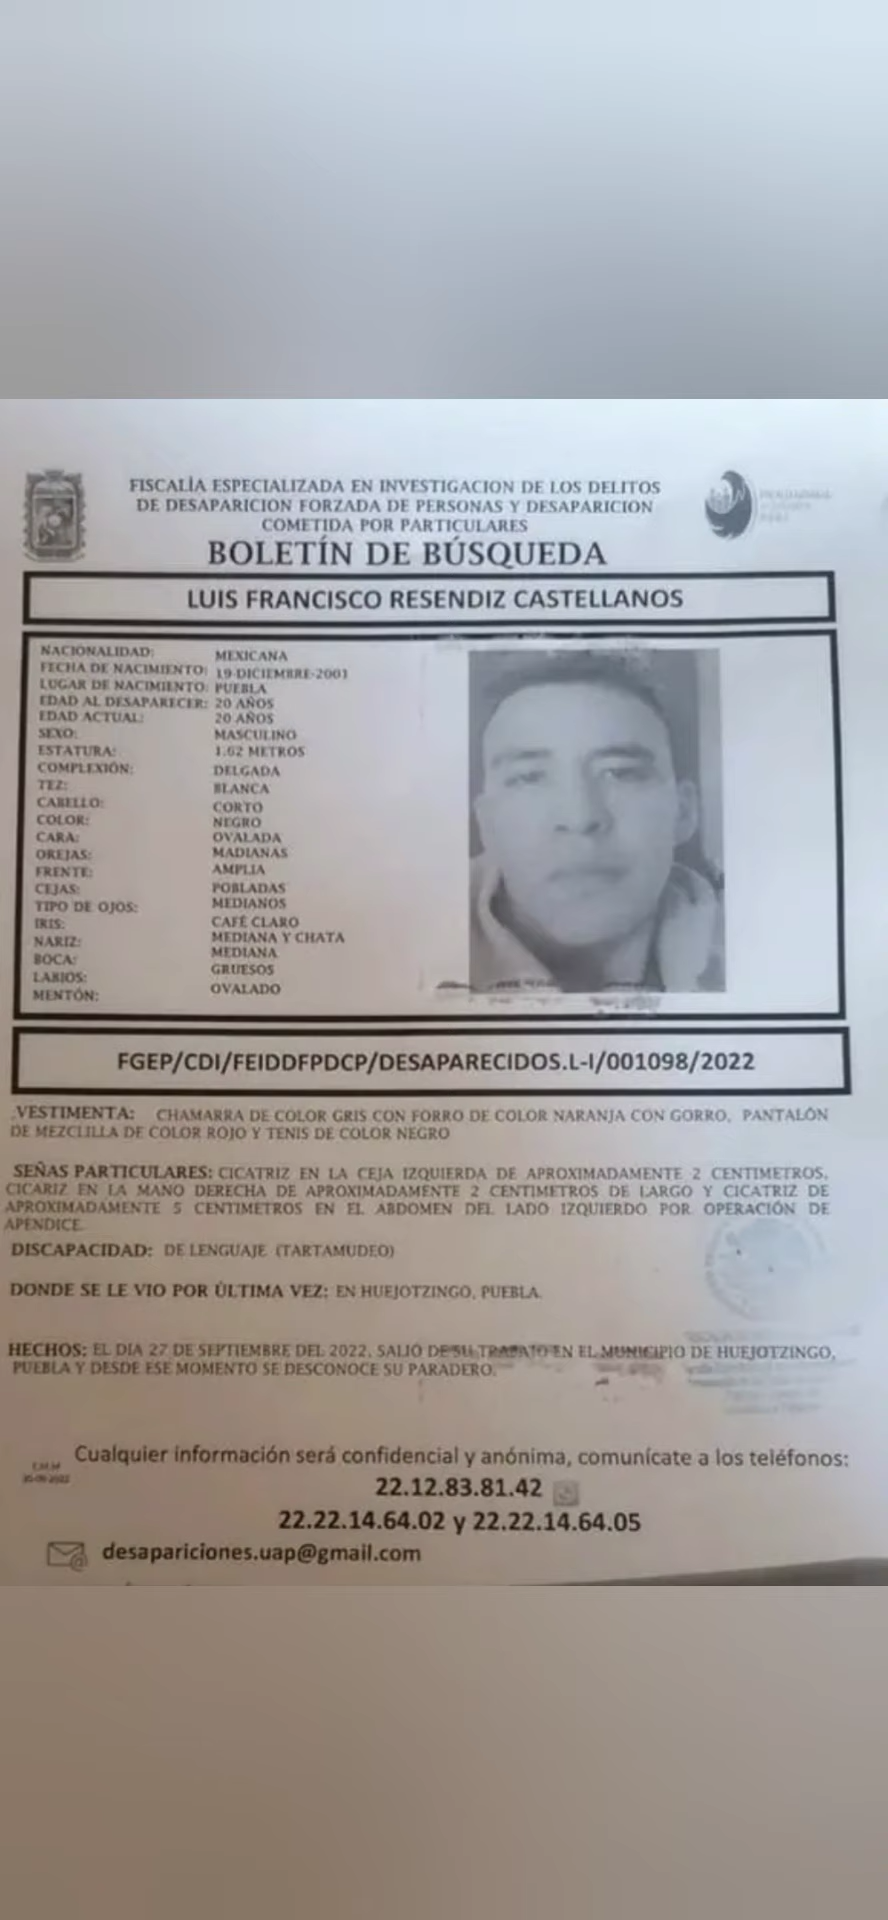 FISCALÍA ESPECIALIZADA EN INVESTIGACION DE LOS DELITOS
DE DESAPARICION FORZADA DE PERSONAS Y DESAPARICION
COMETIDA POR PARTICULARES
BOLETÍN DE BÚSQUEDA
LUIS FRANCISCO RESENDIZ CASTELLANOS
NACIONALIDAD: MEXICANA
FECHA DE NACIMIENTO: 19-DICIEMBRE-2001
LUGAR DE NACIMIENTO: PUEBLA
EDAD AL DESAPARECER: 20 AÑOS
EDAD ACTUAL: 20 AÑOS
SEXO: MASCULINO
ESTATURA: 1.62 METROS
COMPLEXIÓN: DELGADA
TEZ: BLANCA
CABELLO: CORTO
COLOR: NEGRO
CARA: OVALADA
OREJAS: MADIANAS
FRENTE: AMPLIA
CEJAS: POBLADAS
TIPO DE OJOS: MEDIANOS
IRIS: CAFÉ CLARO
NARIZ: MEDIANA Y CHATA
BOCA: MEDIANA
LABIOS: GRUESOS
MENTÓN: OVALADO
FGEP/CDI/FEIDDFPDCP/DESAPARECIDOS.L-I/001098/2022
VESTIMENTA: CHAMARRA DE COLOR GRIS CON FORRO DE COLOR NARANJA CON GORRO, PANTALÓN
DE MEZCLILLA DE COLOR ROJO Y TENIS DE COLOR NEGRO
SEÑAS PARTICULARES: CICATRIZ EN LA CEJA IZQUIERDA DE APROXIMADAMENTE 2 CENTIMETROS,
CICARIZ EN LA MANO DERECHA DE APROXIMADAMENTE 2 CENTIMETROS DE LARGO Y CICATRIZ DE
APROXIMADAMENTE 5 CENTIMETROS EN EL ABDOMEN DEL LADO IZQUIERDO POR OPERACIÓN DE
APENDICE
DISCAPACIDAD: DE LENGUAJE (TARTAMUDEO)
DONDE SE LE VIO POR ÚLTIMA VEZ: EN HUEJOTZINGO, PUEBLA.
HECHOS: EL DIA 27 DE SEPTIEMBRE DEL 2022, SALIO DE SU TRABAJO EN EL MUNICIPIO DE HUEJOTZINGO,
PUEBLA Y DESDE ESE MOMENTO SE DESCONOCE SU PARADERO.
Cualquier información será confidencial y anónima, comunícate a los teléfonos:
22.12.83.81.42
22.22.14.64.02 y 22.22.14.64.05
desapariciones.uap@gmail.com